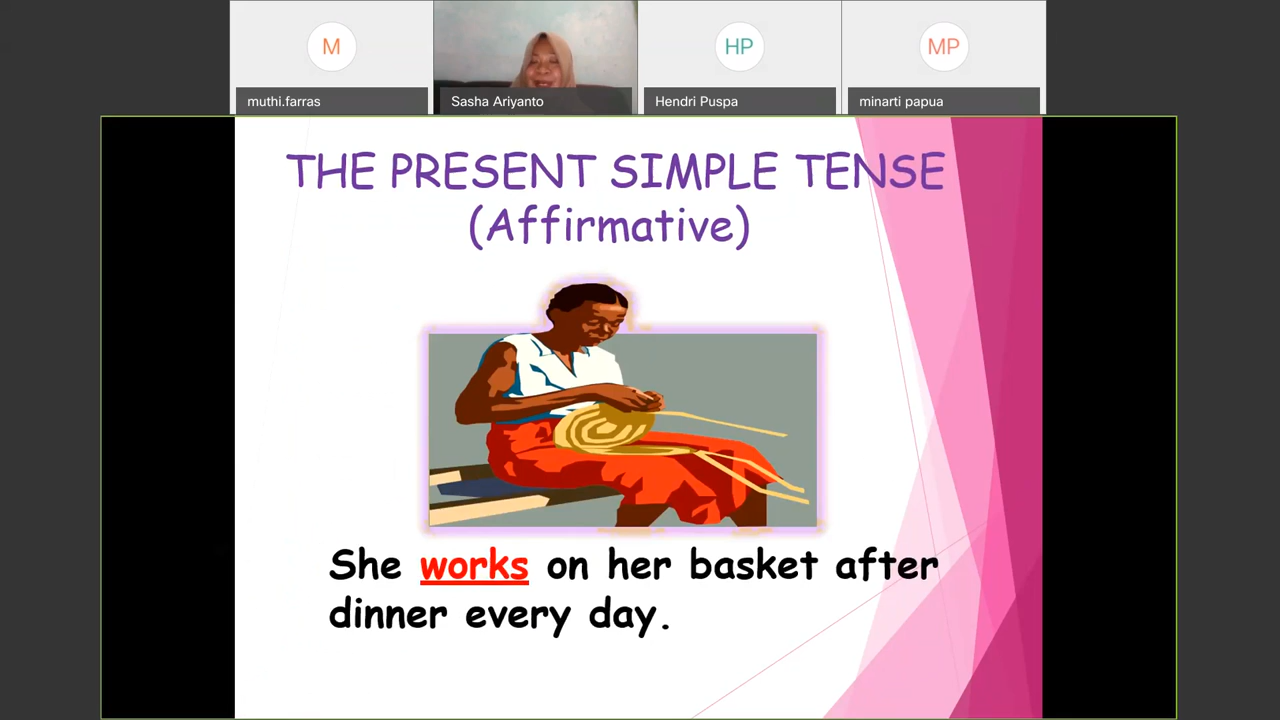 M
HP
MP
muthi.farras
Sasha Ariyanto
Hendri Puspa
minarti papua
THE PRESENT SIMPLE TENSE
(Affirmative)
She works on her basket after
dinner every day.